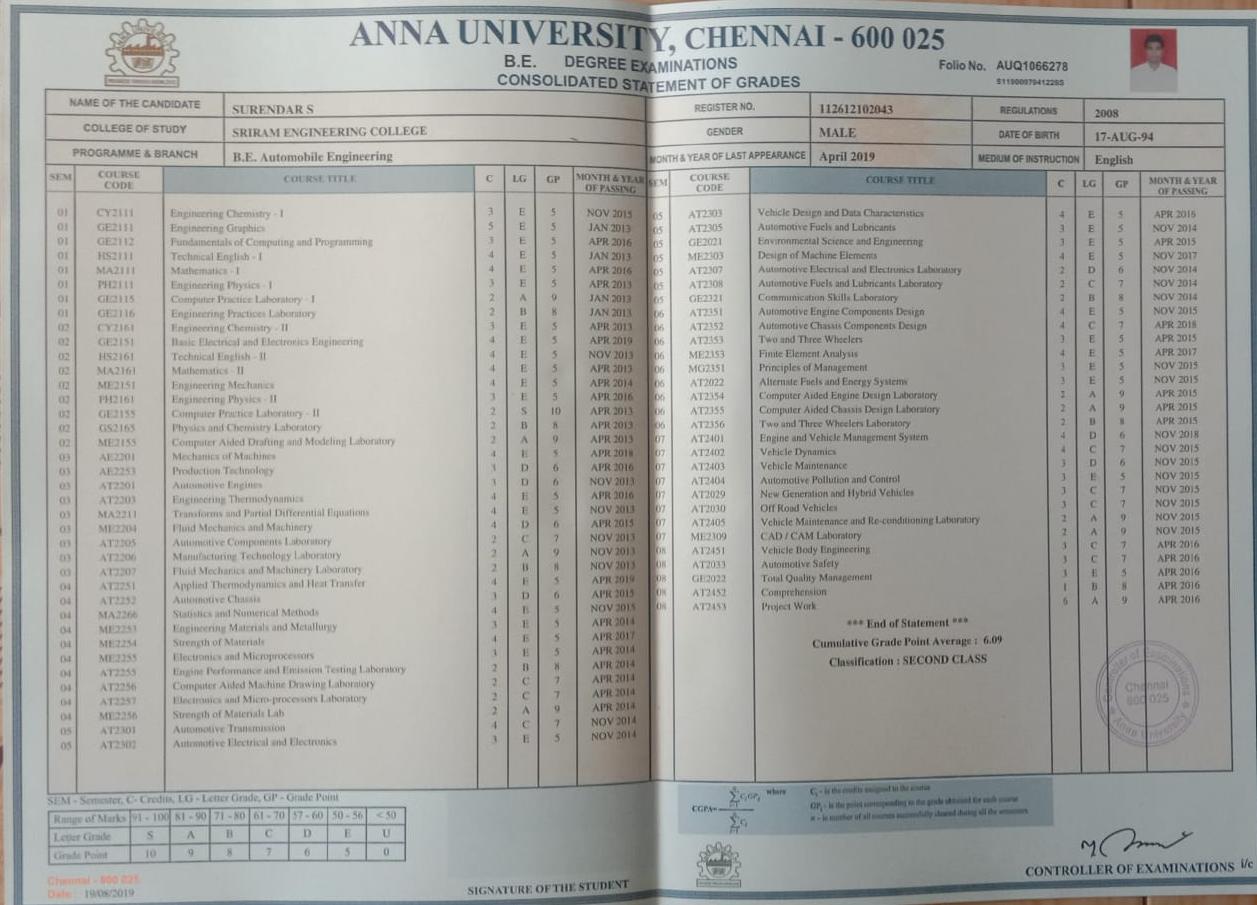 ANNA UNIVERSITY, CHENNAI - 600 025
B.E. DEGREE EXAMINATIONS
CONSOLIDATED STATEMENT OF GRADES
Folio No. AUQ1066278
NAME OF THE CANDIDATE SURENDAR S REGISTER NO. 112612102043 REGULATIONS 2008
COLLEGE OF STUDY SRIRAM ENGINEERING COLLEGE GENDER MALE DATE OF BIRTH 17-AUG-94
PROGRAMME & BRANCH B.E. Automobile Engineering MONTH & YEAR OF LAST APPEARANCE April 2019 MEDIUM OF INSTRUCTION English
SEM COURSE CODE COURSE TITLE C LG GP MONTH & YEAR OF PASSING
01 CY2111 Engineering Chemistry - I 3 E 5 NOV 2015
01 GE2111 Engineering Graphics 5 E 5 JAN 2013
01 GE2112 Fundamentals of Computing and Programming 3 E 5 APR 2016
01 HS2111 Technical English - I 4 E 5 JAN 2013
01 MA2111 Mathematics - I 4 E 5 APR 2016
01 PH2111 Engineering Physics - I 3 E 5 APR 2013
01 GE2115 Computer Practice Laboratory - I 2 A 9 JAN 2013
01 GE2116 Engineering Practices Laboratory 2 B 8 JAN 2013
02 CY2161 Engineering Chemistry - II 3 E 5 APR 2013
02 GE2151 Basic Electrical and Electronics Engineering 4 E 5 APR 2019
02 HS2161 Technical English - II 4 E 5 NOV 2013
02 MA2161 Mathematics - II 4 E 5 APR 2013
02 ME2151 Engineering Mechanics 4 E 5 APR 2014
02 PH2161 Engineering Physics - II 3 E 5 APR 2016
02 GE2155 Computer Practice Laboratory - II 2 S 10 APR 2013
02 GS2165 Physics and Chemistry Laboratory 2 B 8 APR 2013
02 ME2155 Computer Aided Drafting and Modeling Laboratory 2 A 9 APR 2013
03 AE2201 Mechanics of Machines 4 E 5 APR 2018
03 AE2253 Production Technology 3 D 6 APR 2016
03 AT2201 Automotive Engines 3 D 6 NOV 2013
03 AT2203 Engineering Thermodynamics 4 E 5 APR 2016
03 MA2211 Transforms and Partial Differential Equations 4 E 5 NOV 2013
03 ME2204 Fluid Mechanics and Machinery 4 D 6 APR 2015
03 AT2205 Automotive Components Laboratory 2 C 7 NOV 2013
03 AT2206 Manufacturing Technology Laboratory 2 A 9 NOV 2013
03 AT2207 Fluid Mechanics and Machinery Laboratory 2 B 8 NOV 2013
04 AT2251 Applied Thermodynamics and Heat Transfer 4 E 5 APR 2019
04 AT2252 Automotive Chassis 3 D 6 APR 2015
04 MA2266 Statistics and Numerical Methods 4 E 5 NOV 2015
04 ME2253 Engineering Materials and Metallurgy 3 E 5 APR 2014
04 ME2254 Strength of Materials 4 E 5 APR 2017
04 ME2255 Electronics and Microprocessors 3 E 5 APR 2014
04 AT2255 Engine Performance and Emission Testing Laboratory 2 B 8 APR 2014
04 AT2256 Computer Aided Machine Drawing Laboratory 2 C 7 APR 2014
04 AT2257 Electronics and Micro-processors Laboratory 2 C 7 APR 2014
04 ME2256 Strength of Materials Lab 2 A 9 APR 2014
05 AT2301 Automotive Transmission 4 C 7 NOV 2014
05 AT2302 Automotive Electrical and Electronics 3 E 5 NOV 2014
SEM COURSE CODE COURSE TITLE C LG GP MONTH & YEAR OF PASSING
05 AT2303 Vehicle Design and Data Characteristics 4 E 5 APR 2016
05 AT2305 Automotive Fuels and Lubricants 3 E 5 NOV 2014
05 GE2021 Environmental Science and Engineering 3 E 5 APR 2015
05 ME2303 Design of Machine Elements 4 E 5 NOV 2017
05 AT2307 Automotive Electrical and Electronics Laboratory 2 D 6 NOV 2014
05 AT2308 Automotive Fuels and Lubricants Laboratory 2 C 7 NOV 2014
05 GE2321 Communication Skills Laboratory 2 B 8 NOV 2014
06 AT2351 Automotive Engine Components Design 4 E 5 NOV 2015
06 AT2352 Automotive Chassis Components Design 4 C 7 APR 2018
06 AT2353 Two and Three Wheelers 3 E 5 APR 2015
06 ME2353 Finite Element Analysis 4 E 5 APR 2017
06 MG2351 Principles of Management 3 E 5 NOV 2015
06 AT2022 Alternate Fuels and Energy Systems 3 E 5 NOV 2015
06 AT2354 Computer Aided Engine Design Laboratory 2 A 9 APR 2015
06 AT2355 Computer Aided Chassis Design Laboratory 2 A 9 APR 2015
06 AT2356 Two and Three Wheelers Laboratory 2 B 8 APR 2015
07 AT2401 Engine and Vehicle Management System 4 D 6 NOV 2018
07 AT2402 Vehicle Dynamics 4 C 7 NOV 2015
07 AT2403 Vehicle Maintenance 3 D 6 NOV 2015
07 AT2404 Automotive Pollution and Control 3 E 5 NOV 2015
07 AT2029 New Generation and Hybrid Vehicles 3 C 7 NOV 2015
07 AT2030 Off Road Vehicles 3 C 7 NOV 2015
07 AT2405 Vehicle Maintenance and Re-conditioning Laboratory 2 A 9 NOV 2015
07 ME2309 CAD / CAM Laboratory 2 A 9 NOV 2015
08 AT2451 Vehicle Body Engineering 3 C 7 APR 2016
08 AT2033 Automotive Safety 3 C 7 APR 2016
08 GE2022 Total Quality Management 3 E 5 APR 2016
08 AT2452 Comprehension 1 B 8 APR 2016
08 AT2453 Project Work 6 A 9 APR 2016
*** End of Statement ***
Cumulative Grade Point Average : 6.09
Classification : SECOND CLASS
Controller of Examinations
Chennai
600 025
Anna University
SEM - Semester, C- Credits, LG - Letter Grade, GP - Grade Point
Range of Marks 91 - 100 81 - 90 71 - 80 61 - 70 57 - 60 50 - 56 < 50
Letter Grade S A B C D E U
Grade Point 10 9 8 7 6 5 0
CGPA= where
Cᵢ - is the credits assigned to the course
GPᵢ - is the point corresponding to the grade obtained for each course
n - is number of all courses successfully cleared during all the semesters
Chennai - 600 025
Date : 19/08/2019
SIGNATURE OF THE STUDENT
CONTROLLER OF EXAMINATIONS i/c